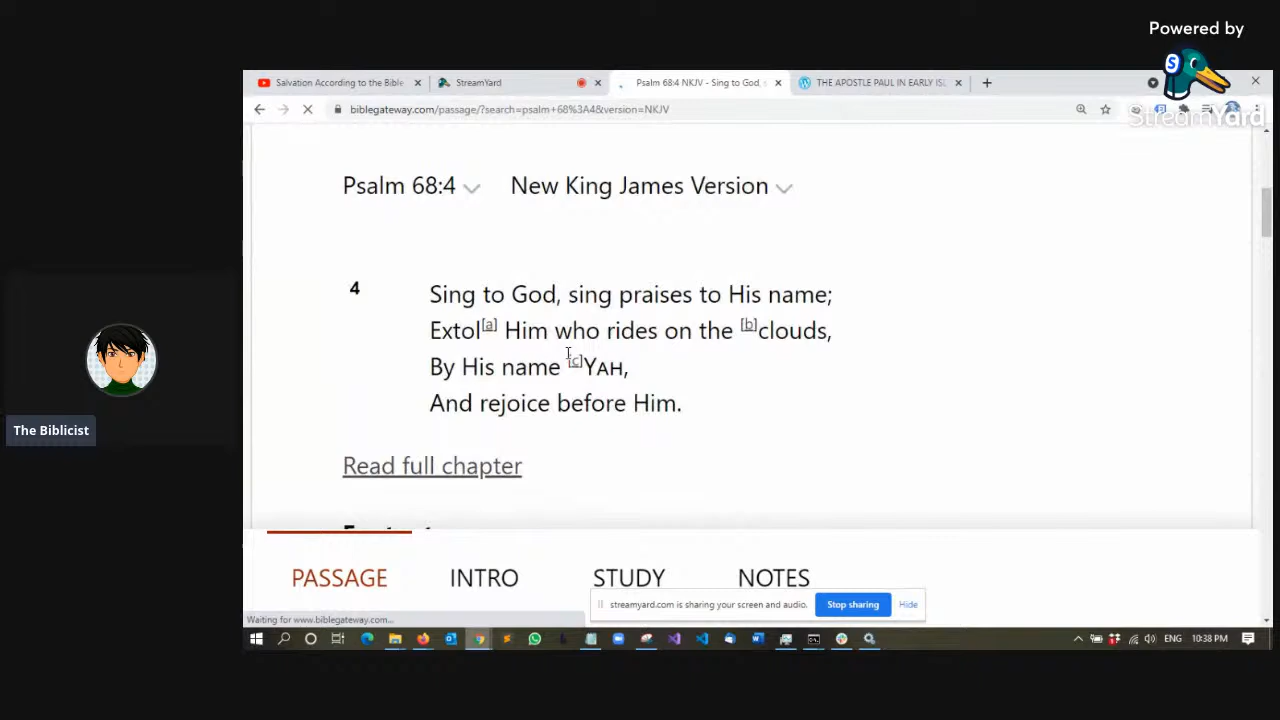 Powered by
S
StreamYard
Salvation According to the Bible
StreamYard
Psalm 68:4 NKJV - Sing to God,
THE APOSTLE PAUL IN EARLY ISL
biblegateway.com/passage/?search=psalm+68%3A4&version=NKJV
Psalm 68:4 New King James Version
4 Sing to God, sing praises to His name;
Extol[a] Him who rides on the [b]clouds,
By His name [c]YAH,
And rejoice before Him.
Read full chapter
The Biblicist
PASSAGE INTRO STUDY NOTES
streamyard.com is sharing your screen and audio. Stop sharing Hide
Waiting for www.biblegateway.com...
ENG 10:38 PM